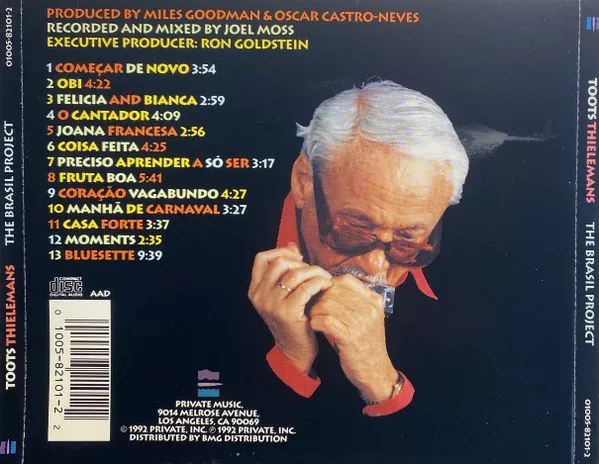 01005-82101-2
THE BRASIL PROJECT
TOOTS THIELEMANS
PRODUCED BY MILES GOODMAN & OSCAR CASTRO-NEVES
RECORDED AND MIXED BY JOEL MOSS
EXECUTIVE PRODUCER: RON GOLDSTEIN
1 COMEÇAR DE NOVO 3:54
2 OBI 4:22
3 FELICIA AND BIANCA 2:59
4 O CANTADOR 4:09
5 JOANA FRANCESA 2:56
6 COISA FEITA 4:25
7 PRECISO APRENDER A SÓ SER 3:17
8 FRUTA BOA 5:41
9 CORAÇÃO VAGABUNDO 4:27
10 MANHÃ DE CARNAVAL 3:27
11 CASA FORTE 3:37
12 MOMENTS 2:35
13 BLUESETTE 9:39
COMPACT
disc
DIGITAL AUDIO
AAD
0 1005-82101-2 2
PRIVATE MUSIC,
9014 MELROSE AVENUE,
LOS ANGELES, CA 90069
© 1992 PRIVATE, INC. ℗ 1992 PRIVATE, INC.
DISTRIBUTED BY BMG DISTRIBUTION
TOOTS THIELEMANS
THE BRASIL PROJECT
01005-82101-2